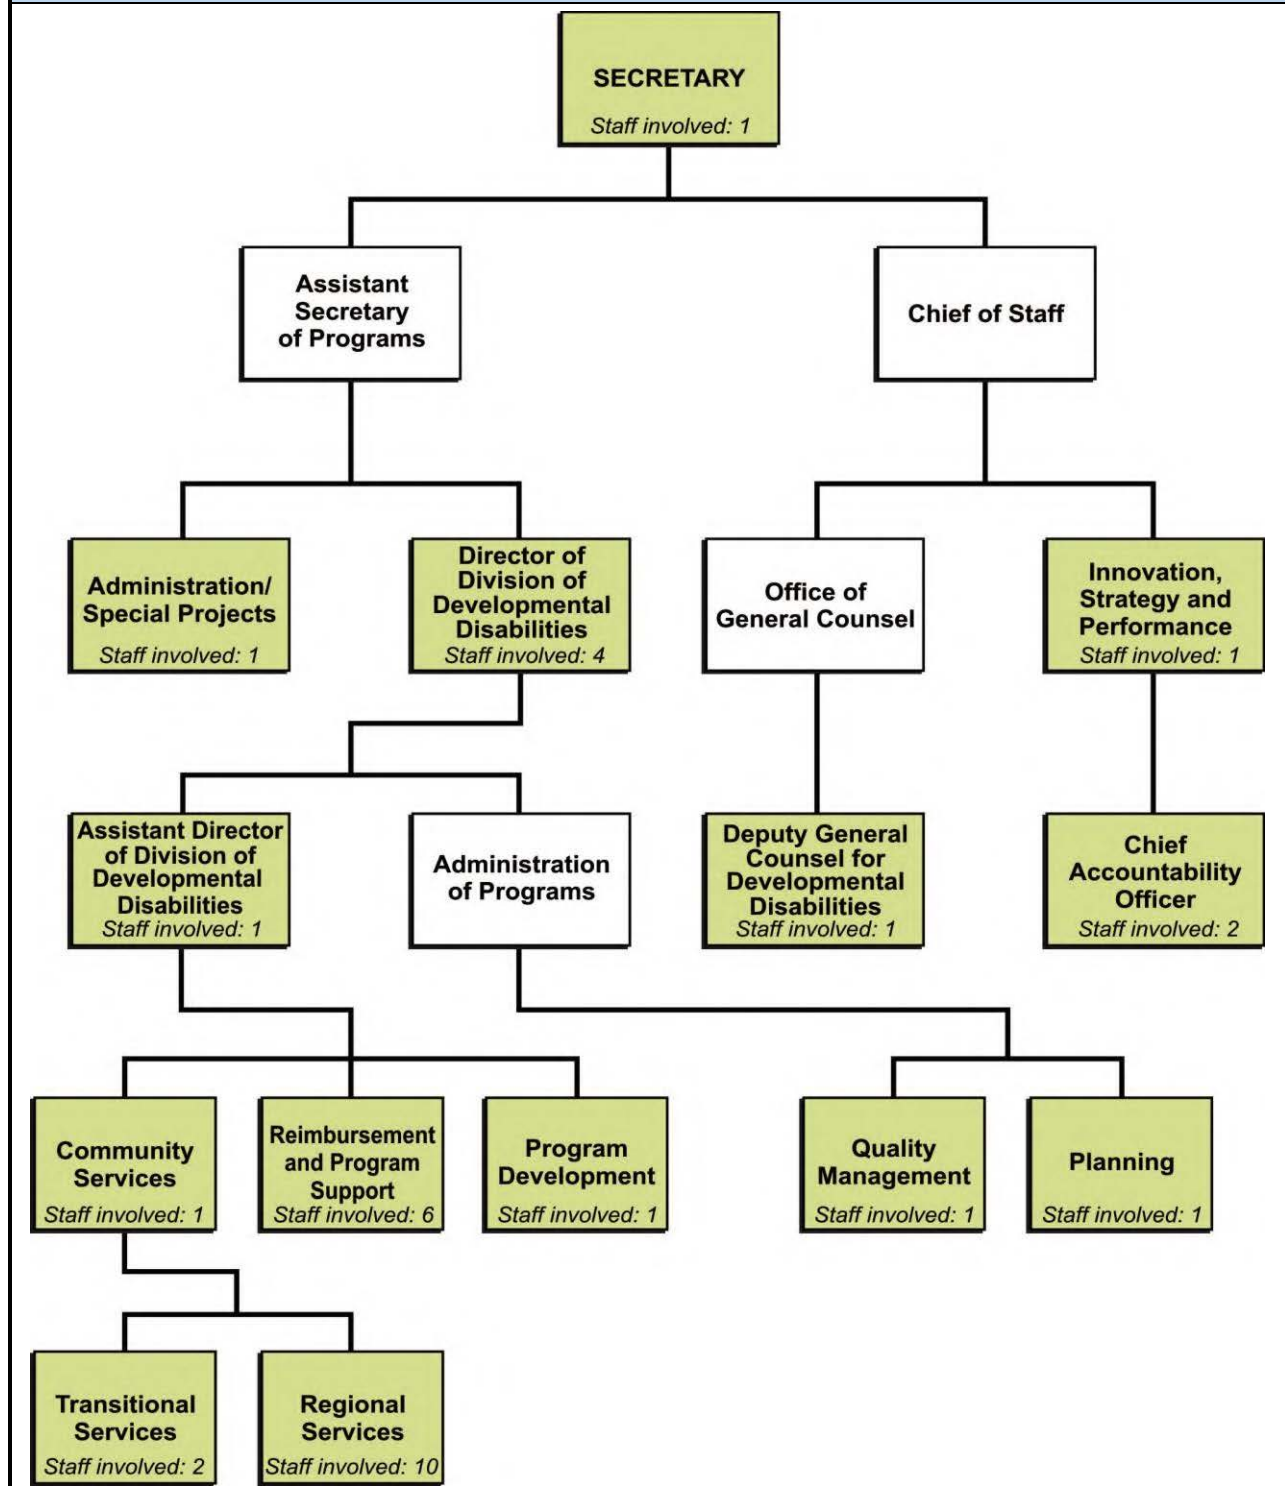 SECRETARY
Staff involved: 1
Assistant
Secretary
of Programs
Chief of Staff
Administration/
Special Projects
Staff involved: 1
Director of
Division of
Developmental
Disabilities
Staff involved: 4
Office of
General Counsel
Innovation,
Strategy and
Performance
Staff involved: 1
Assistant Director
of Division of
Developmental
Disabilities
Staff involved: 1
Administration
of Programs
Deputy General
Counsel for
Developmental
Disabilities
Staff involved: 1
Chief
Accountability
Officer
Staff involved: 2
Community
Services
Staff involved: 1
Reimbursement
and Program
Support
Staff involved: 6
Program
Development
Staff involved: 1
Quality
Management
Staff involved: 1
Planning
Staff involved: 1
Transitional
Services
Staff involved: 2
Regional
Services
Staff involved: 10